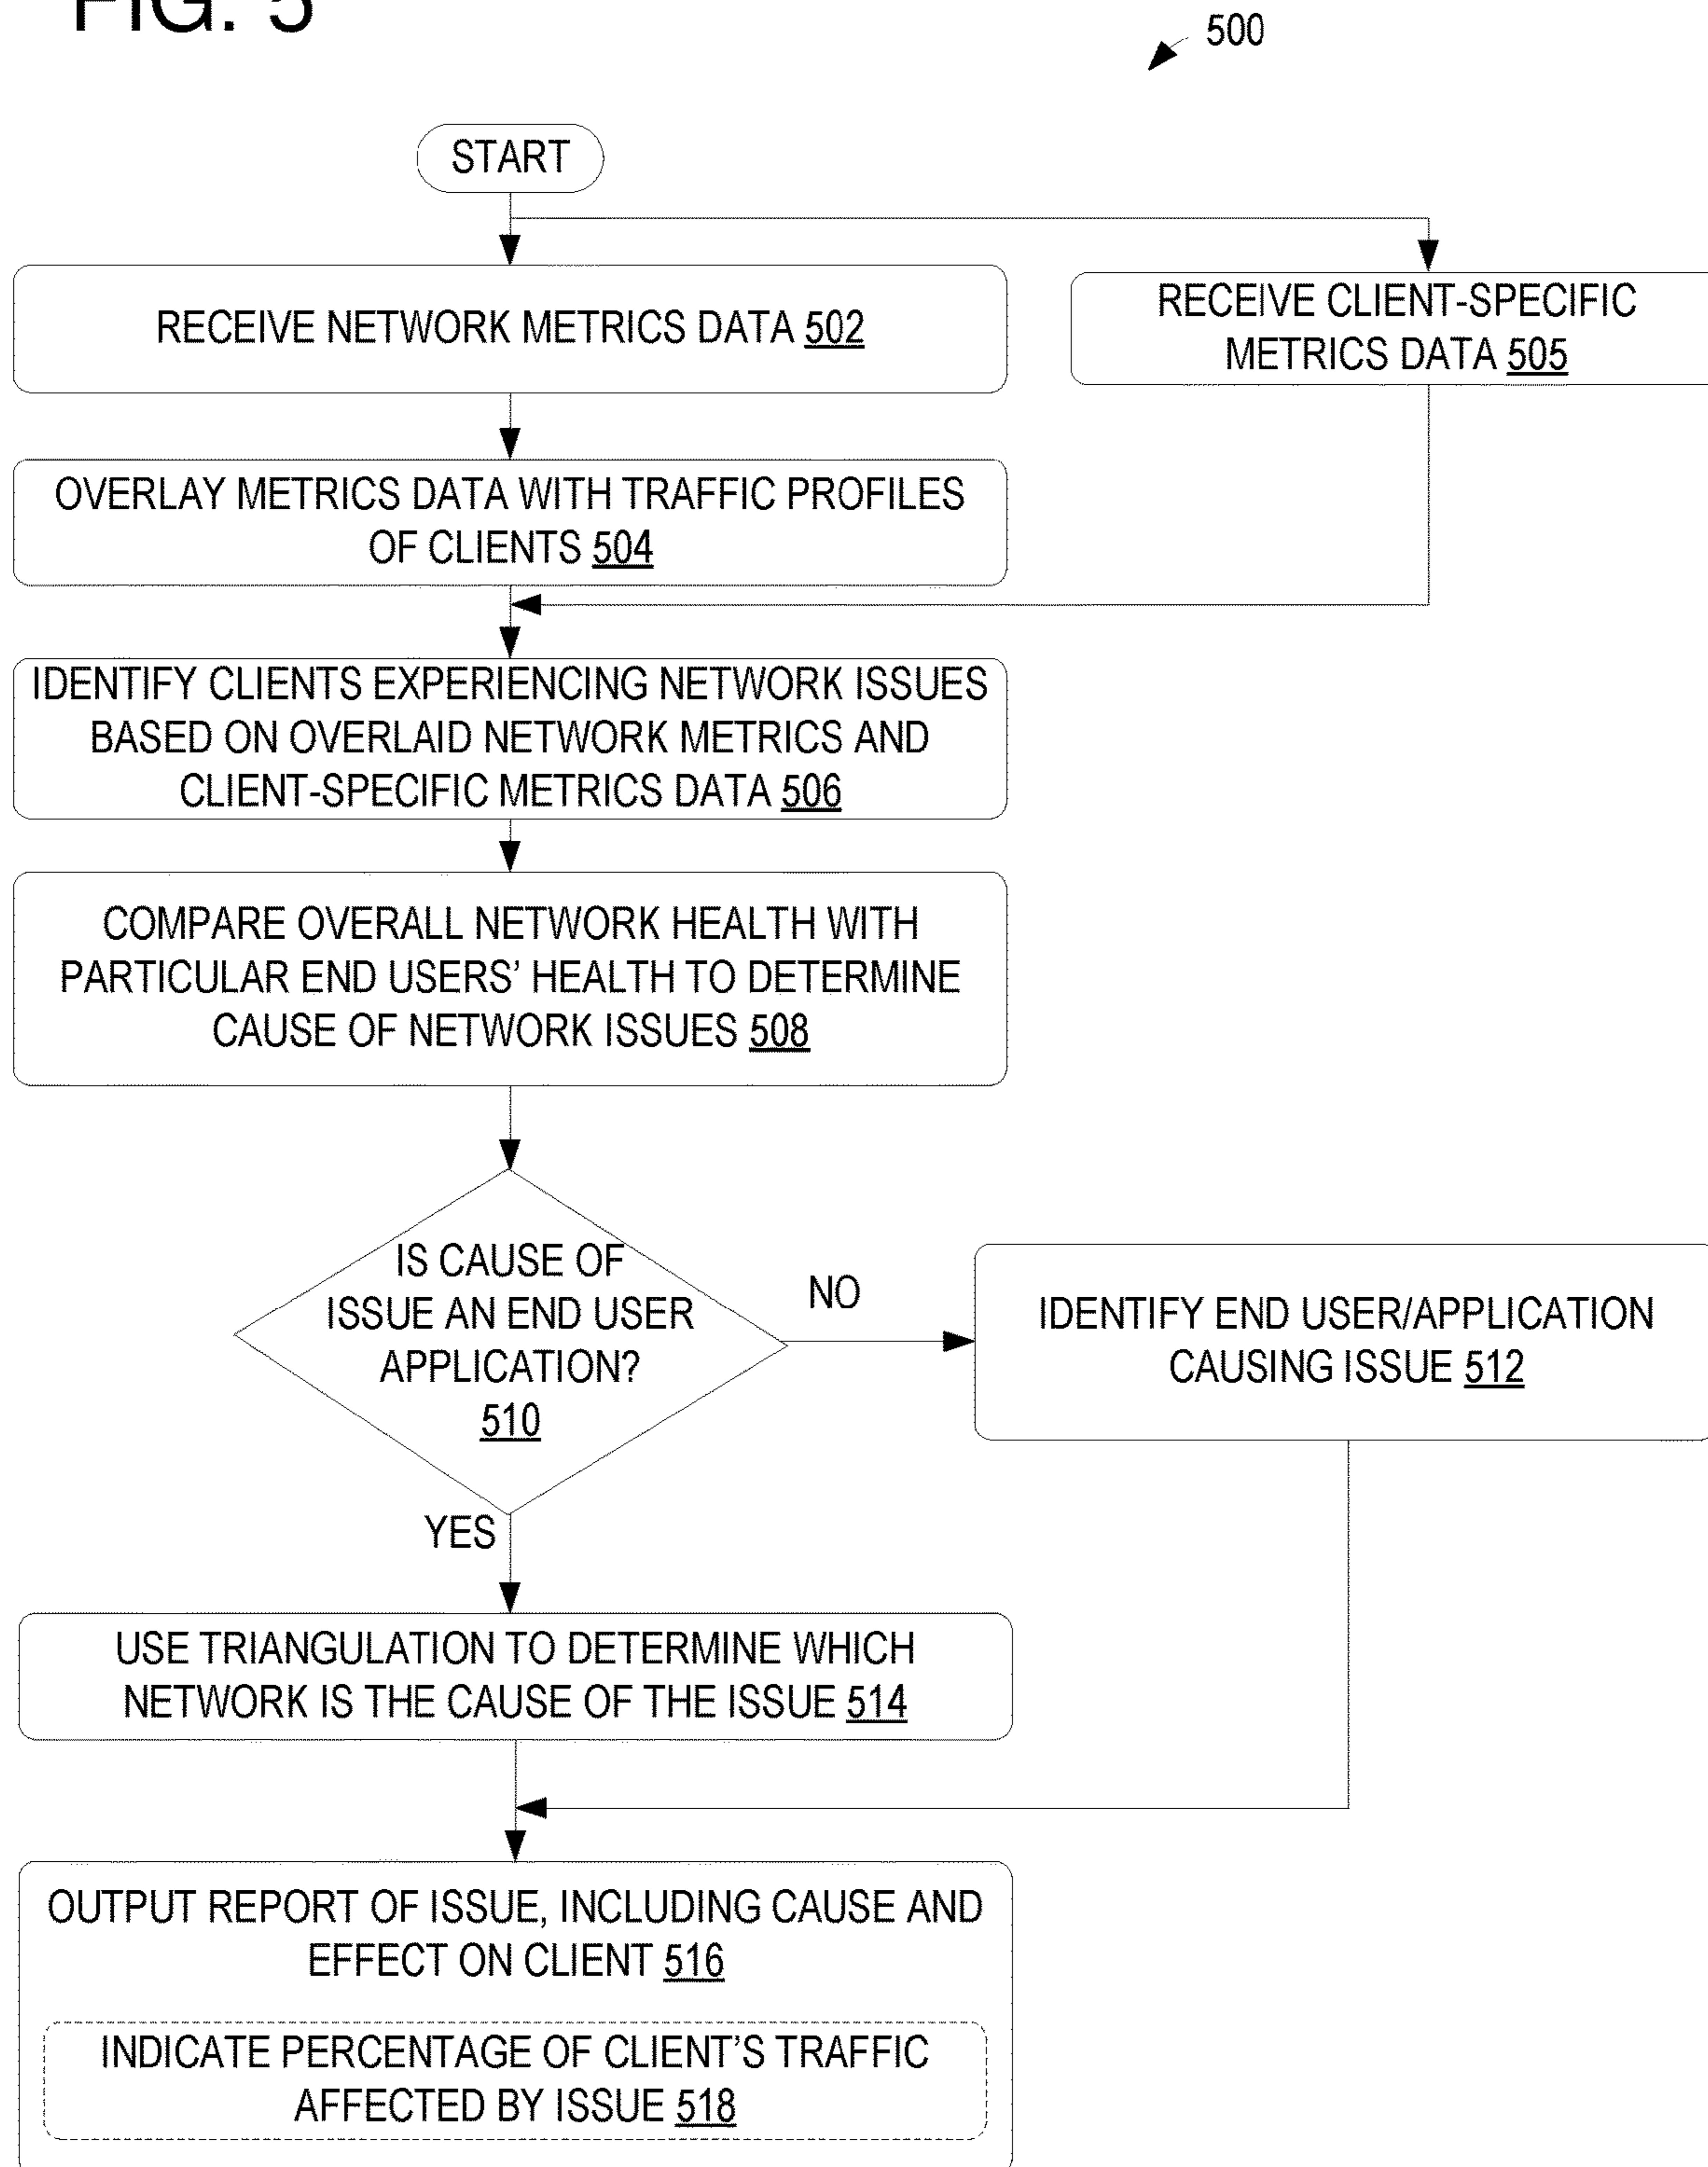 FIG. 5
500
START
RECEIVE NETWORK METRICS DATA 502
RECEIVE CLIENT-SPECIFIC
METRICS DATA 505
OVERLAY METRICS DATA WITH TRAFFIC PROFILES
OF CLIENTS 504
IDENTIFY CLIENTS EXPERIENCING NETWORK ISSUES
BASED ON OVERLAID NETWORK METRICS AND
CLIENT-SPECIFIC METRICS DATA 506
COMPARE OVERALL NETWORK HEALTH WITH
PARTICULAR END USERS' HEALTH TO DETERMINE
CAUSE OF NETWORK ISSUES 508
IS CAUSE OF
ISSUE AN END USER
APPLICATION?
510
NO
IDENTIFY END USER/APPLICATION
CAUSING ISSUE 512
YES
USE TRIANGULATION TO DETERMINE WHICH
NETWORK IS THE CAUSE OF THE ISSUE 514
OUTPUT REPORT OF ISSUE, INCLUDING CAUSE AND
EFFECT ON CLIENT 516
INDICATE PERCENTAGE OF CLIENT'S TRAFFIC
AFFECTED BY ISSUE 518